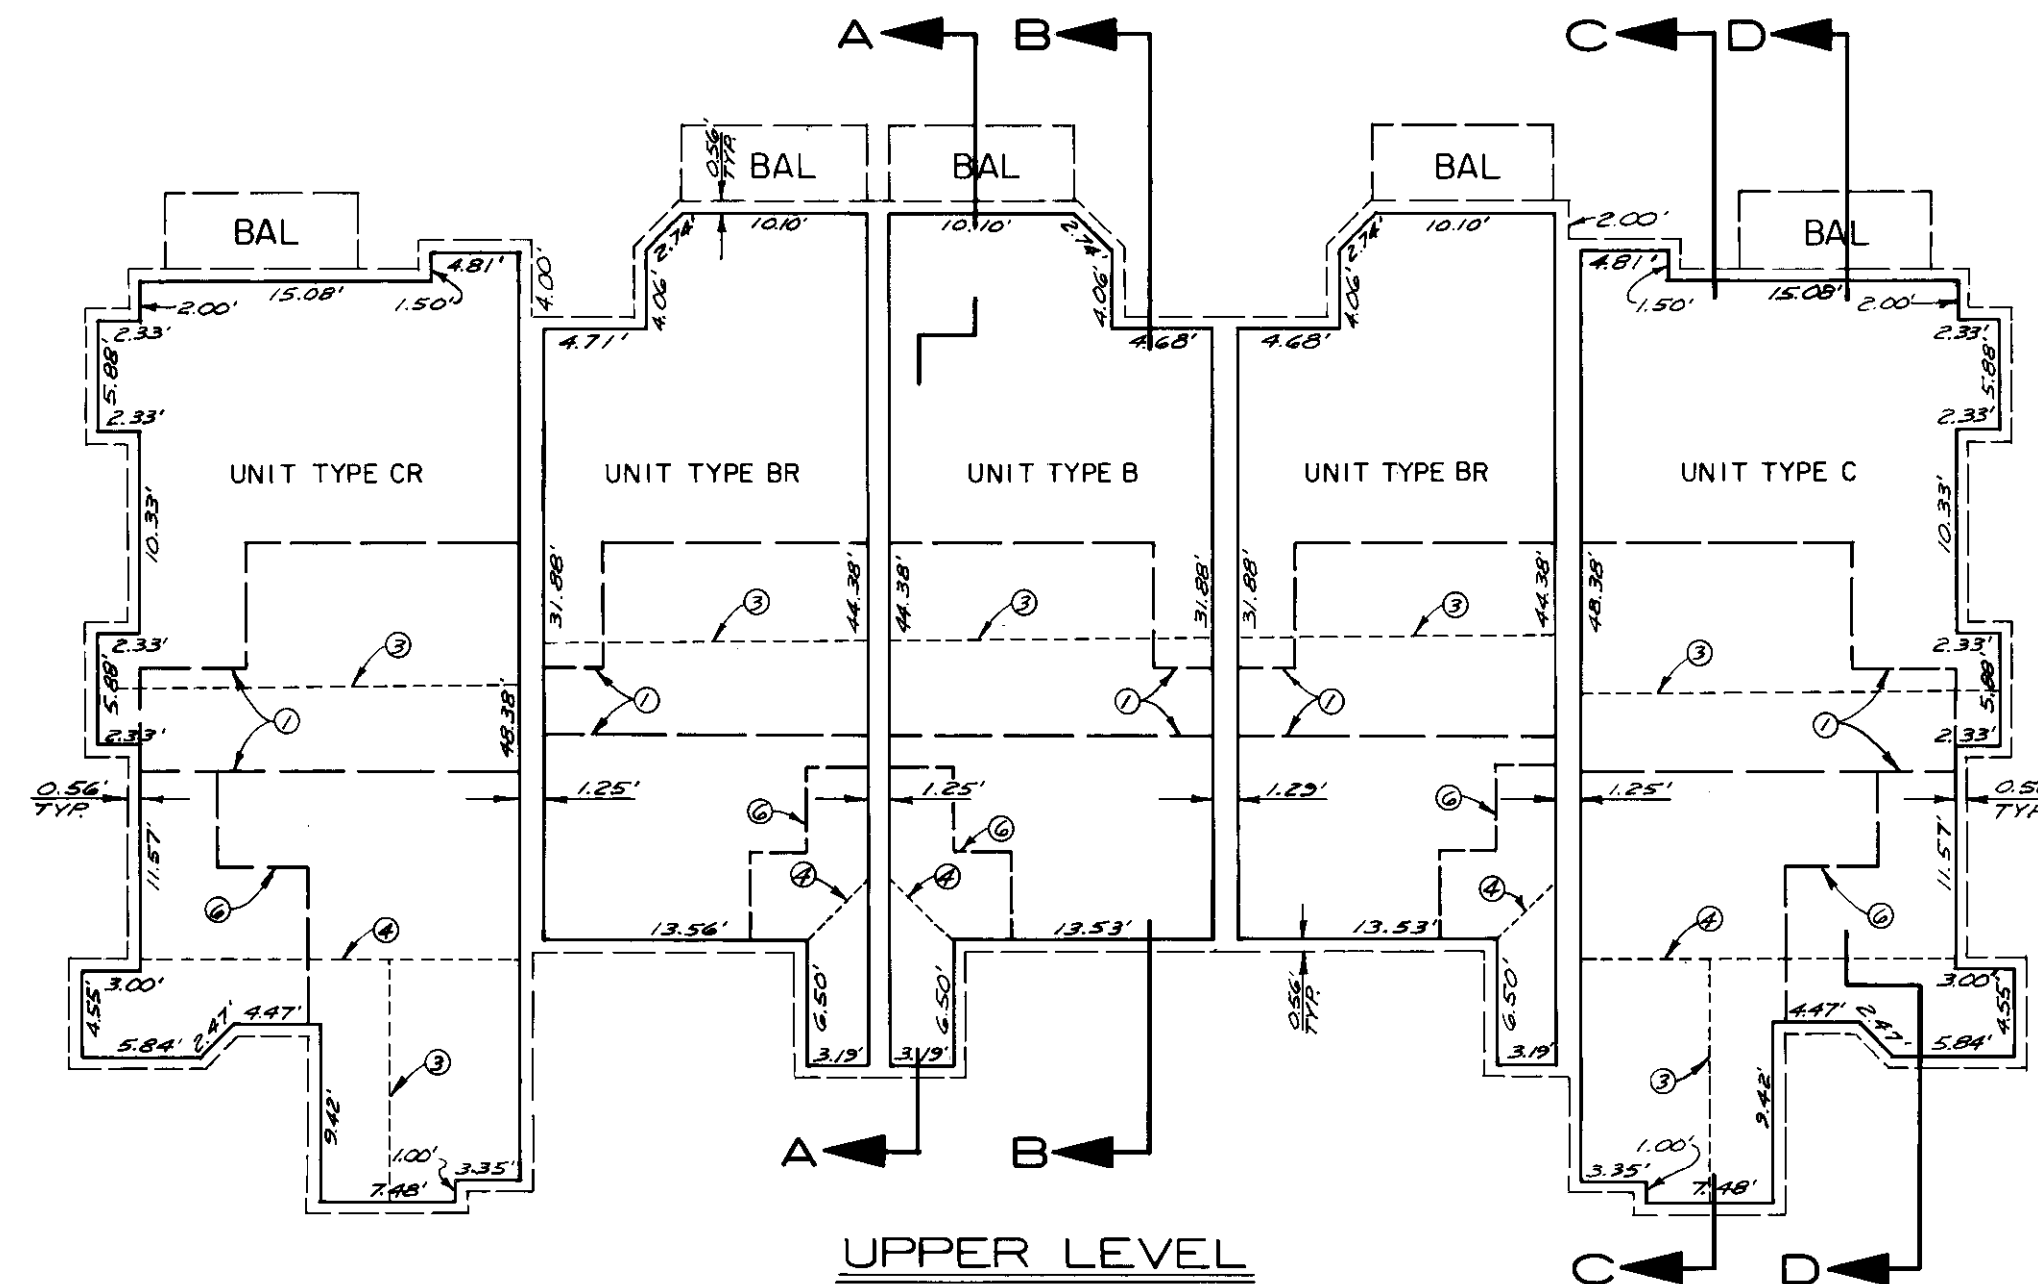 A B C D
BAL BAL BAL BAL BAL
0.56'
TYP.
10.10' 10.10' 10.10'
2.00'
2.74' 2.74' 2.74'
4.81' 4.00' 4.81'
15.08' 1.50' 4.06' 4.06' 4.06' 1.50' 15.08'
2.00' 2.00'
2.33' 4.71' 4.68' 4.68' 2.33'
5.88' 5.88'
2.33' 2.33'
UNIT TYPE CR UNIT TYPE BR UNIT TYPE B UNIT TYPE BR UNIT TYPE C
10.33' 10.33'
31.88' 44.38' 44.38' 31.88' 31.88' 44.38' 48.38'
3 3 3
2.33' 3 3 2.33'
5.88' 5.88'
1 1 1 1 1
48.38'
2.33' 2.33'
0.56' 1.25' 1.25' 1.29' 1.25'
TYP.
6 6 6
11.57' 4 4 4 11.57'
6 6
13.56' 13.53' 13.53'
4 4
3.00' 3.00'
4.55' 6.50' 6.50' 0.56' 6.50' 4.55'
TYP.
4.47' 2.47' 4.47' 2.47'
5.84' 3.19' 3.19' 3.19' 5.84'
3 3
9.42' 9.42'
1.00' 1.00'
3.35' 3.35'
7.48' 7.48'
A B
UPPER LEVEL
C D